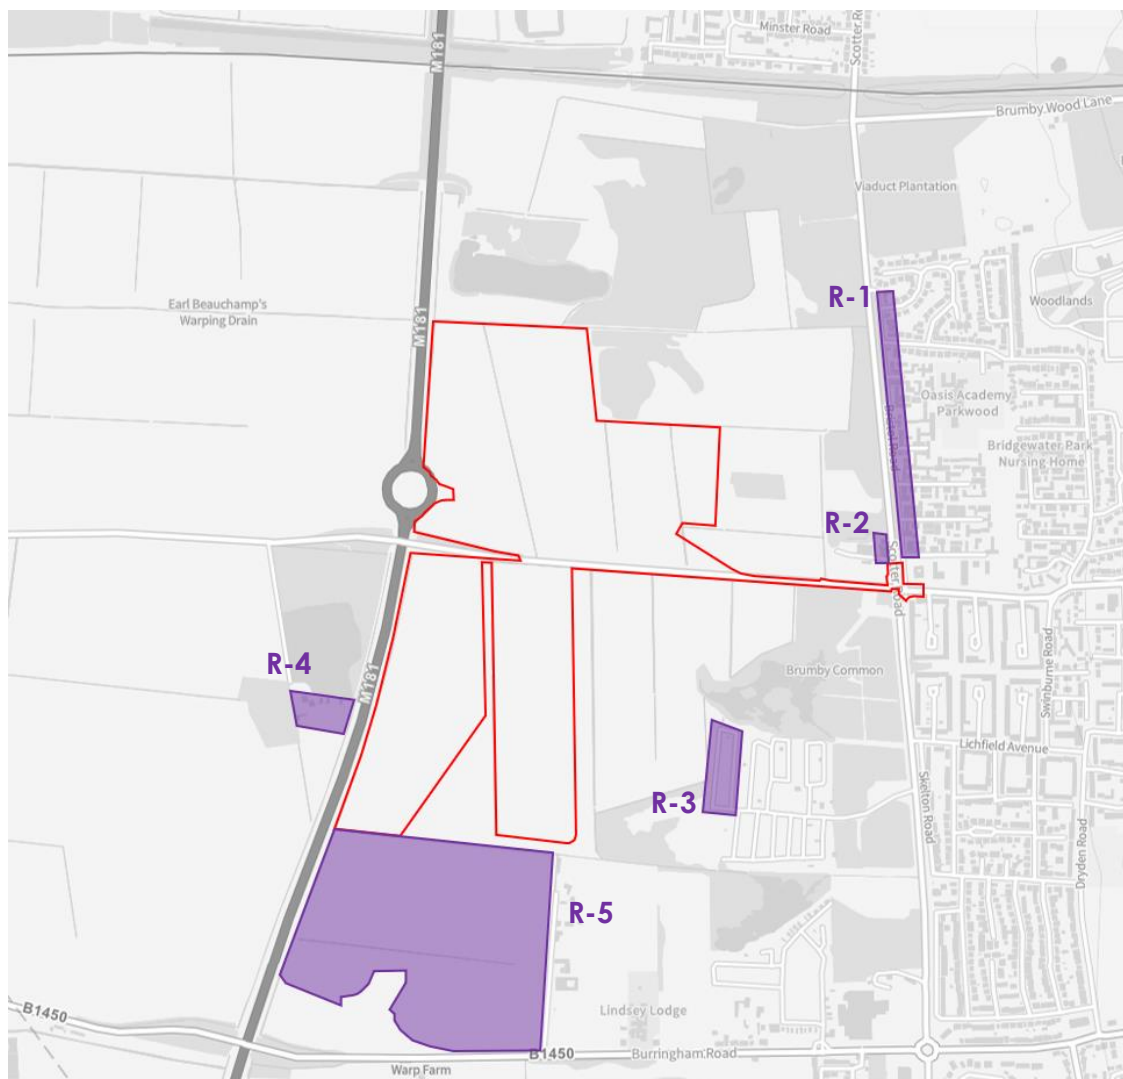 Minster Road
Scotter Ro
M181
Brumby Wood Lane
Viaduct Plantation
R-1
Woodlands
Earl Beauchamp's
Warping Drain
M181
Oasis Academy
Parkwood
Bridgewater Park
Nursing Home
R-2
Scotter Road
R-4
Brumby Common
M181
Swinburne Road
Lichfield Avenue
R-3
Skelton Road
Dryden Road
R-5
B1450
Lindsey Lodge
B1450
Burringham Road
Warp Farm